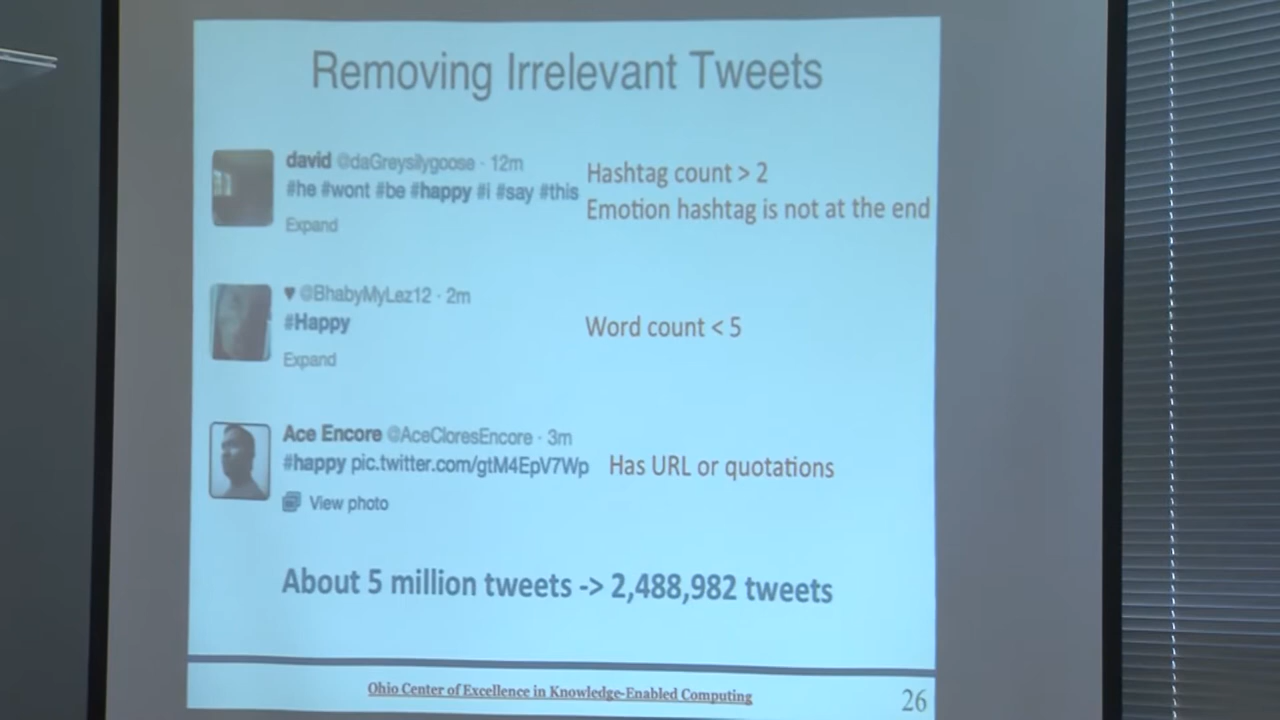 Removing Irrelevant Tweets
david @daGreysilygoose · 12m
#he #wont #be #happy #i #say #this
Expand
Hashtag count > 2
Emotion hashtag is not at the end
♥ @BhabyMyLez12 · 2m
#Happy
Expand
Word count < 5
Ace Encore @AceCloresEncore · 3m
#happy pic.twitter.com/gtM4EpV7Wp
View photo
Has URL or quotations
About 5 million tweets -> 2,488,982 tweets
Ohio Center of Excellence in Knowledge-Enabled Computing
26